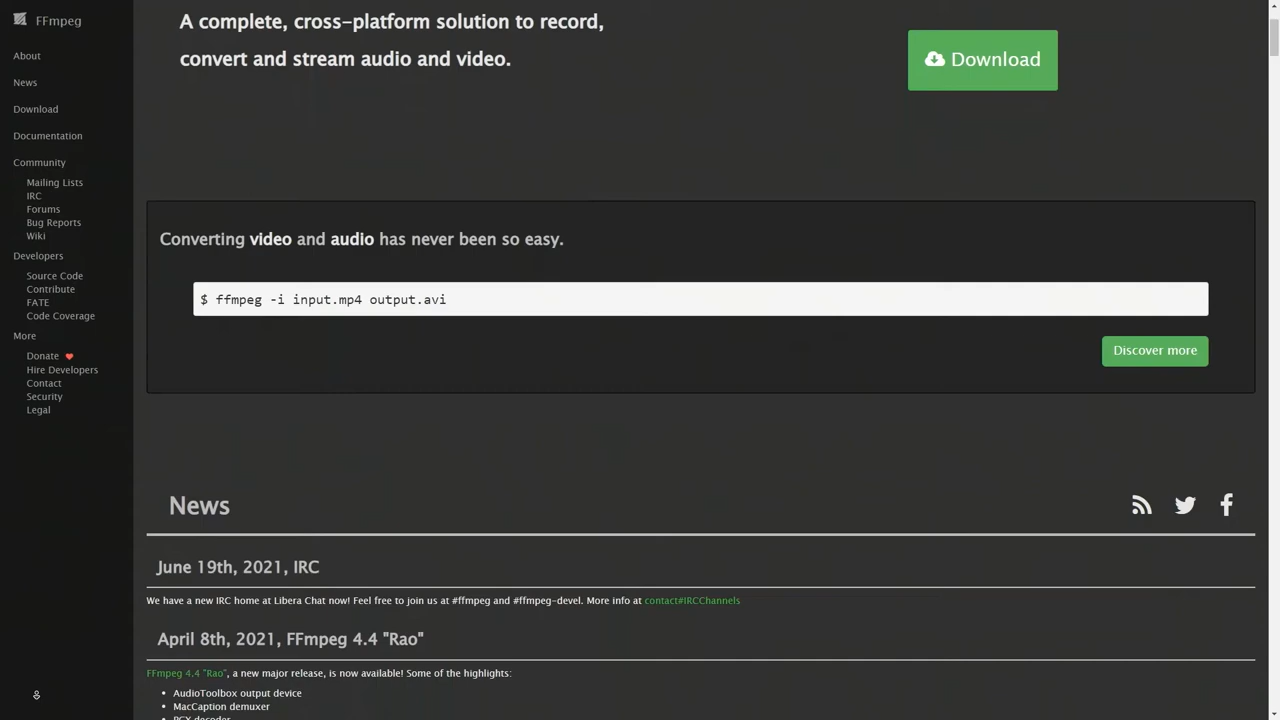 FFmpeg
About
News
Download
Documentation
Community
Mailing Lists
IRC
Forums
Bug Reports
Wiki
Developers
Source Code
Contribute
FATE
Code Coverage
More
Donate
Hire Developers
Contact
Security
Legal
A complete, cross-platform solution to record,
convert and stream audio and video.
Download
Converting video and audio has never been so easy.
$ ffmpeg -i input.mp4 output.avi
Discover more
News
June 19th, 2021, IRC
We have a new IRC home at Libera Chat now! Feel free to join us at #ffmpeg and #ffmpeg-devel. More info at contact#IRCChannels
April 8th, 2021, FFmpeg 4.4 "Rao"
FFmpeg 4.4 "Rao", a new major release, is now available! Some of the highlights:
AudioToolbox output device
MacCaption demuxer
PGX decoder